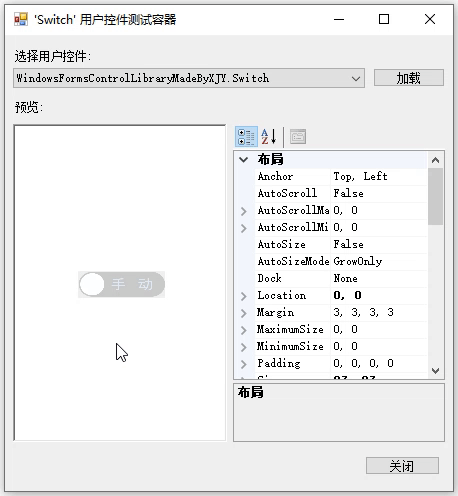 'Switch' 用户控件测试容器
选择用户控件:
WindowsFormsControlLibraryMadeByXJY.Switch
加载
预览:
布局
Anchor Top, Left
AutoScroll False
AutoScrollMa 0, 0
AutoScrollMi 0, 0
AutoSize False
AutoSizeMode GrowOnly
Dock None
Location 0, 0
Margin 3, 3, 3, 3
MaximumSize 0, 0
MinimumSize 0, 0
Padding 0, 0, 0, 0
手 动
布局
关闭